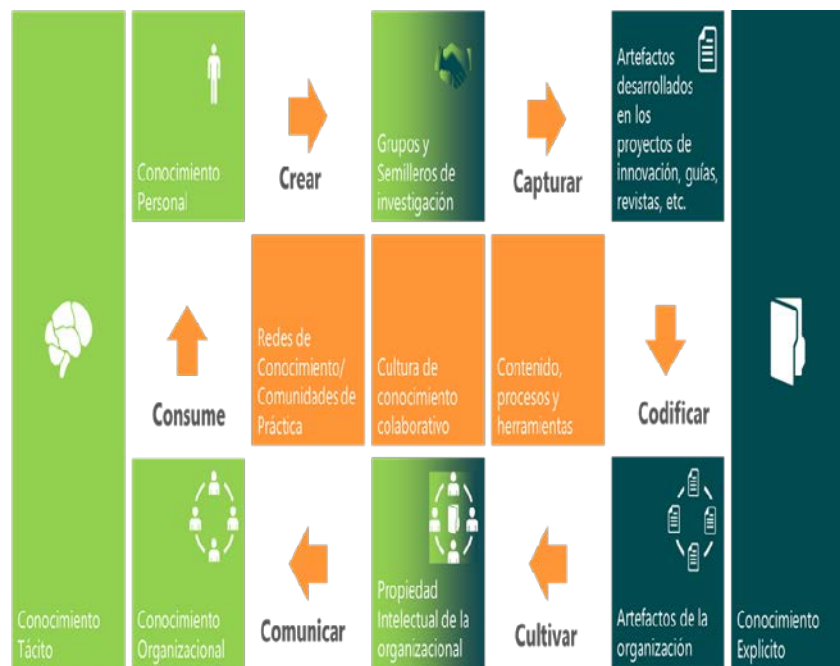 Conocimiento
Personal
Crear
Grupos y
Semilleros de
investigación
Capturar
Artefactos
desarrollados
en los
proyectos de
innovación, guías,
revistas, etc.
Consume
Redes de
Conocimiento/
Comunidades de
Práctica
Cultura de
conocimiento
colaborativo
Contenido,
procesos y
herramientas
Codificar
Conocimiento
Tácito
Conocimiento
Organizacional
Comunicar
Propiedad
Intelectual de la
organizacional
Cultivar
Artefactos de la
organización
Conocimiento
Explicito